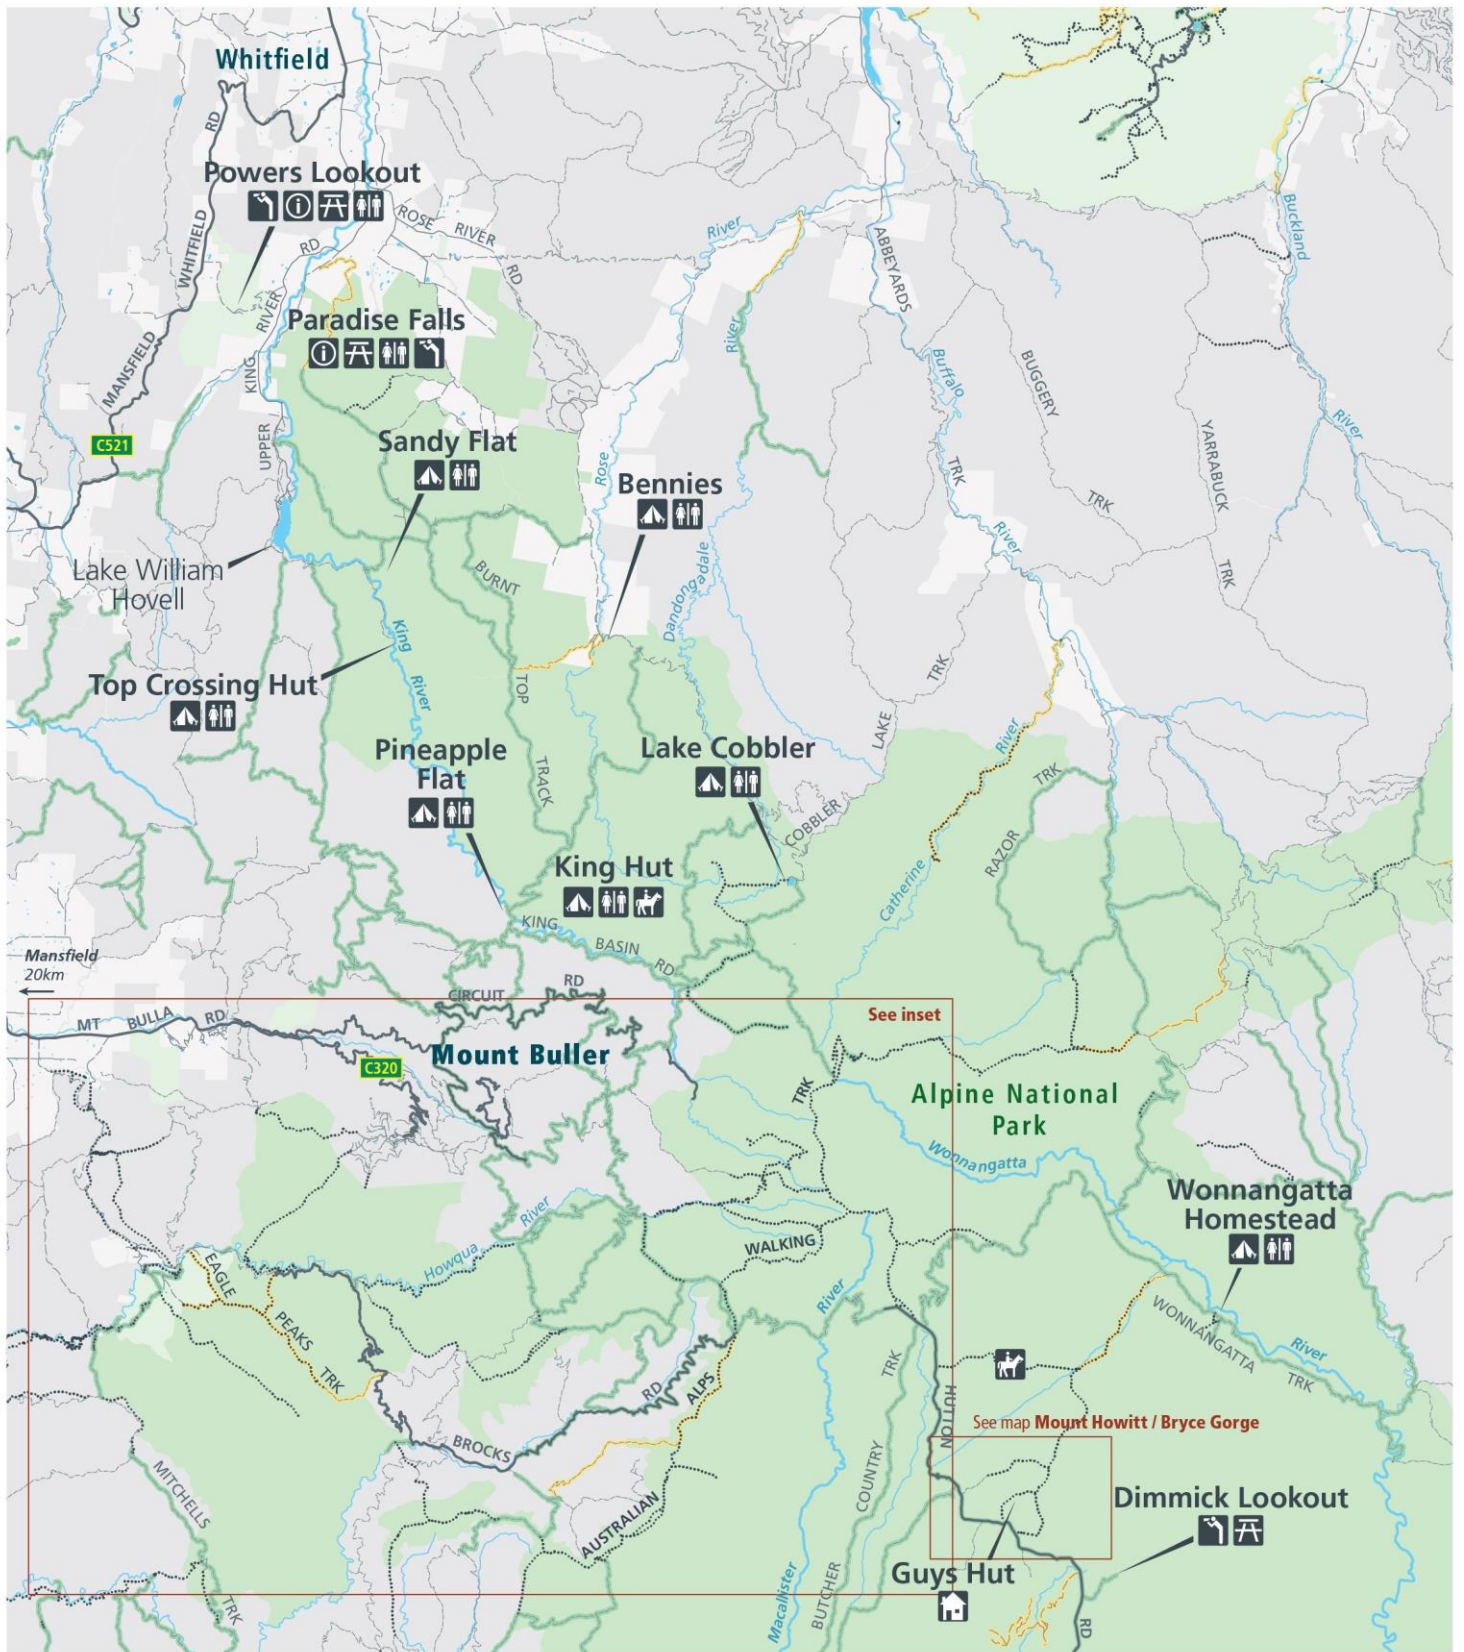 Whitfield
RD
Powers Lookout
ROSE RIVER RD
WHITFIELD
RD
River
Buckland
ABBEYARDS
RIVER
Paradise Falls
River
MANSFIELD
KING
Buffalo
BUGGERY
River
YARRABUCK
C521
UPPER
Sandy Flat
Rose
Bennies
TRK
TRK
River
Lake William
Hovell
BURNT
TRK
Dandongadale
King
River
TRK
Top Crossing Hut
TOP
LAKE
River
Pineapple
Flat
Lake Cobbler
TRACK
TRK
COBBLER
RAZOR
King Hut
Catherine
KING
BASIN
RD
Mansfield
20km
CIRCUIT
RD
See inset
MT BULLA RD
Mount Buller
C320
TRK
Alpine National
Park
Wonnangatta
Wonnangatta
Homestead
River
WALKING
Howqua
EAGLE
River
PEAKS
WONNANGATTA
River
TRK
TRK
TRK
RD
ALPS
HUTTON
See map Mount Howitt / Bryce Gorge
BROCKS
MITCHELLS
COUNTRY
AUSTRALIAN
Dimmick Lookout
Guys Hut
TRK
Macallister
BUTCHER
RD